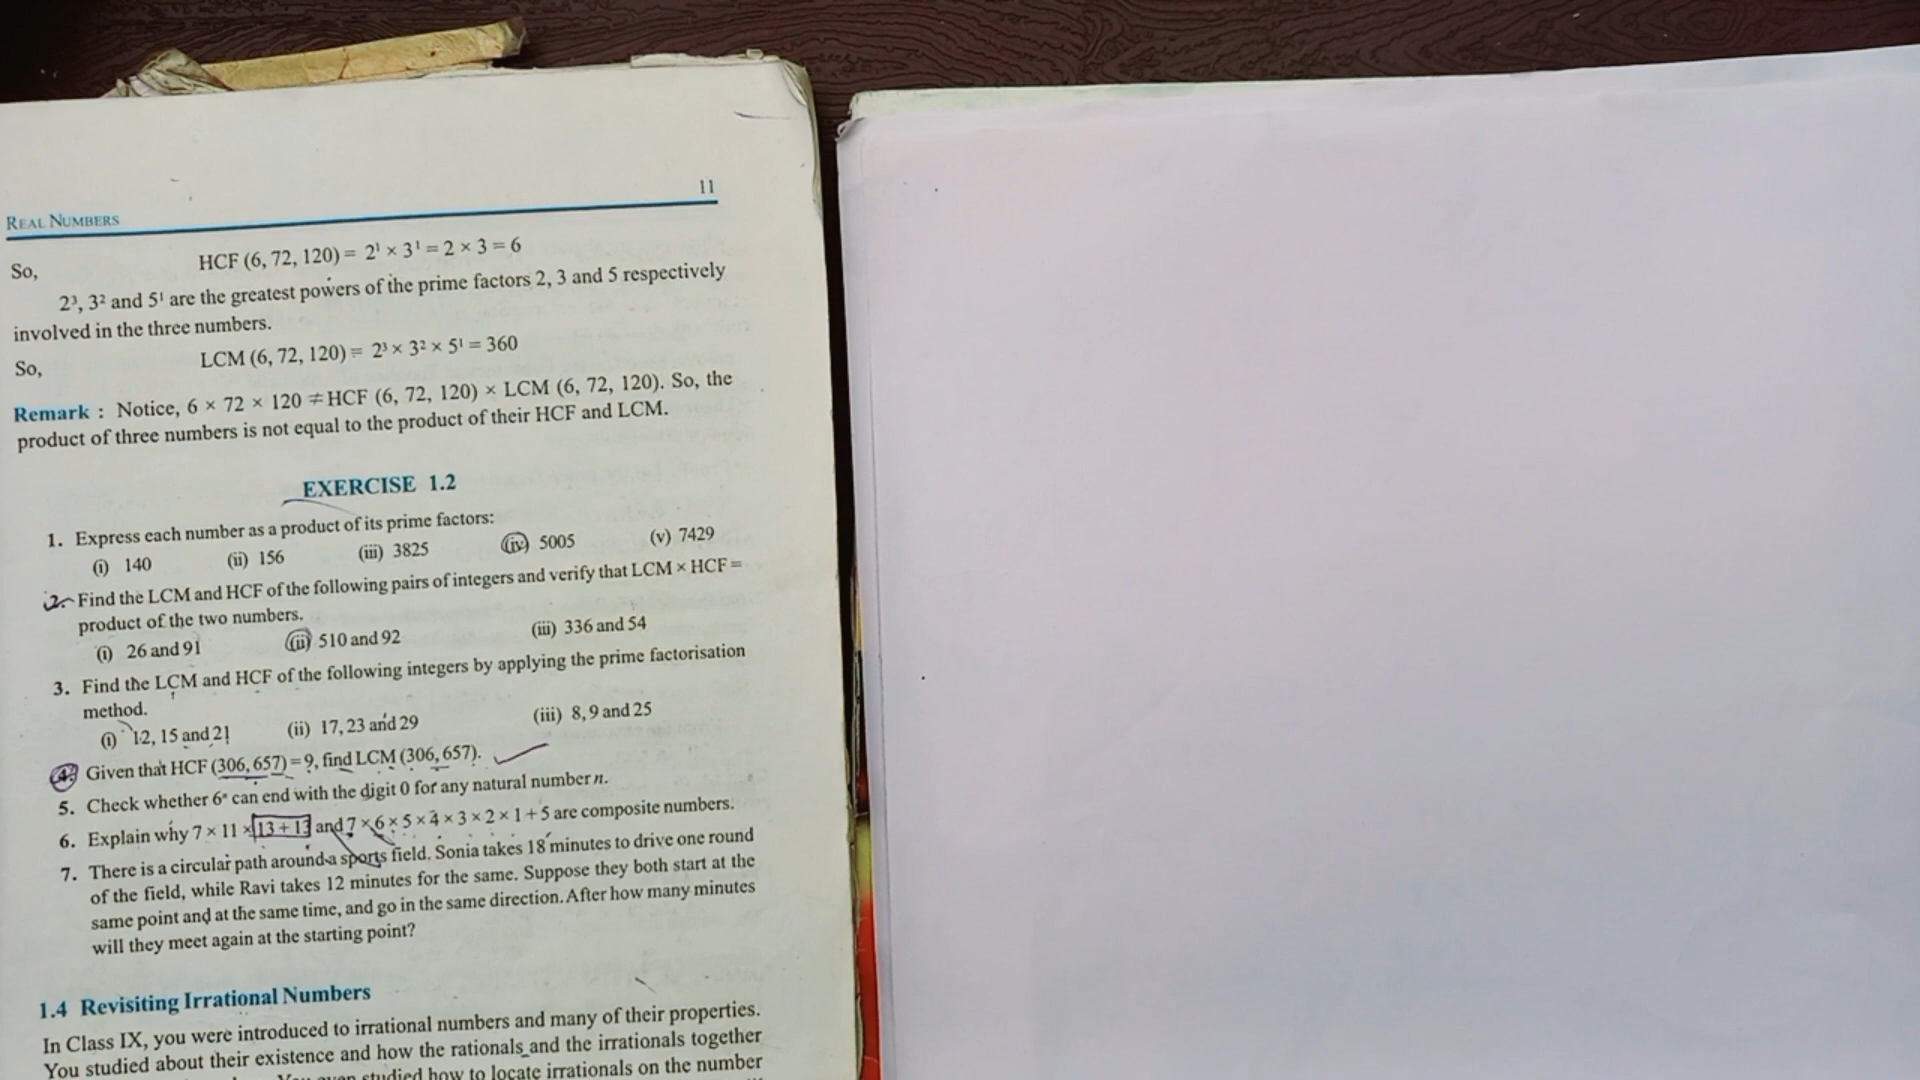 11
REAL NUMBERS
So, HCF (6, 72, 120) = 2¹ × 3¹ = 2 × 3 = 6
2³, 3² and 5¹ are the greatest powers of the prime factors 2, 3 and 5 respectively
involved in the three numbers.
So, LCM (6, 72, 120) = 2³ × 3² × 5¹ = 360
Remark : Notice, 6 × 72 × 120 ≠ HCF (6, 72, 120) × LCM (6, 72, 120). So, the
product of three numbers is not equal to the product of their HCF and LCM.
EXERCISE 1.2
1. Express each number as a product of its prime factors:
(i) 140 (ii) 156 (iii) 3825 (iv) 5005 (v) 7429
2. Find the LCM and HCF of the following pairs of integers and verify that LCM × HCF =
product of the two numbers.
(i) 26 and 91 (ii) 510 and 92 (iii) 336 and 54
3. Find the LCM and HCF of the following integers by applying the prime factorisation
method.
(i) 12, 15 and 21 (ii) 17, 23 and 29 (iii) 8, 9 and 25
4. Given that HCF (306, 657) = 9, find LCM (306, 657).
5. Check whether 6ⁿ can end with the digit 0 for any natural number n.
6. Explain why 7 × 11 × 13 + 13 and 7 × 6 × 5 × 4 × 3 × 2 × 1 + 5 are composite numbers.
7. There is a circular path around a sports field. Sonia takes 18 minutes to drive one round
of the field, while Ravi takes 12 minutes for the same. Suppose they both start at the
same point and at the same time, and go in the same direction. After how many minutes
will they meet again at the starting point?
1.4 Revisiting Irrational Numbers
In Class IX, you were introduced to irrational numbers and many of their properties.
You studied about their existence and how the rationals and the irrationals together
studied how to locate irrationals on the number